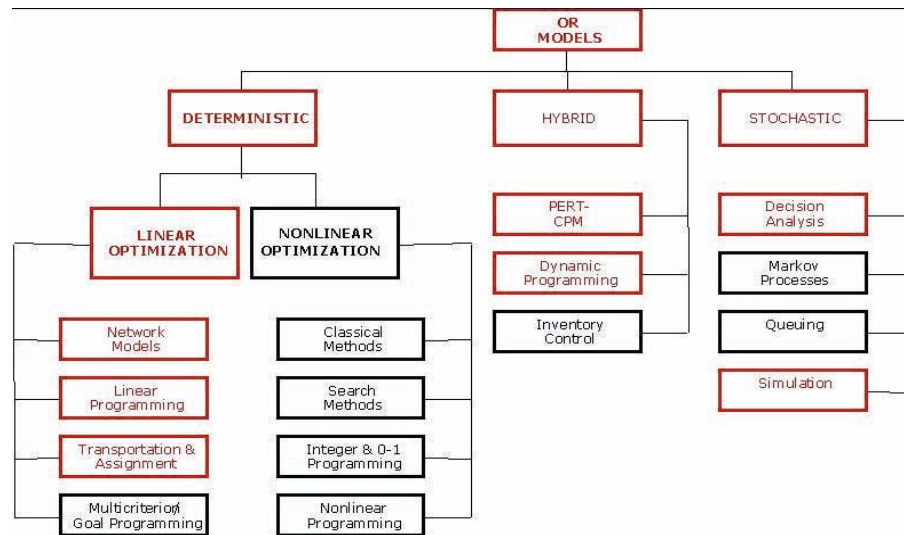 OR
MODELS
DETERMINISTIC
HYBRID
STOCHASTIC
LINEAR
OPTIMIZATION
NONLINEAR
OPTIMIZATION
PERT-
CPM
Decision
Analysis
Dynamic
Programming
Markov
Processes
Network
Models
Classical
Methods
Inventory
Control
Queuing
Linear
Programming
Search
Methods
Simulation
Transportation &
Assignment
Integer & 0-1
Programming
Multicriterion/
Goal Programming
Nonlinear
Programming